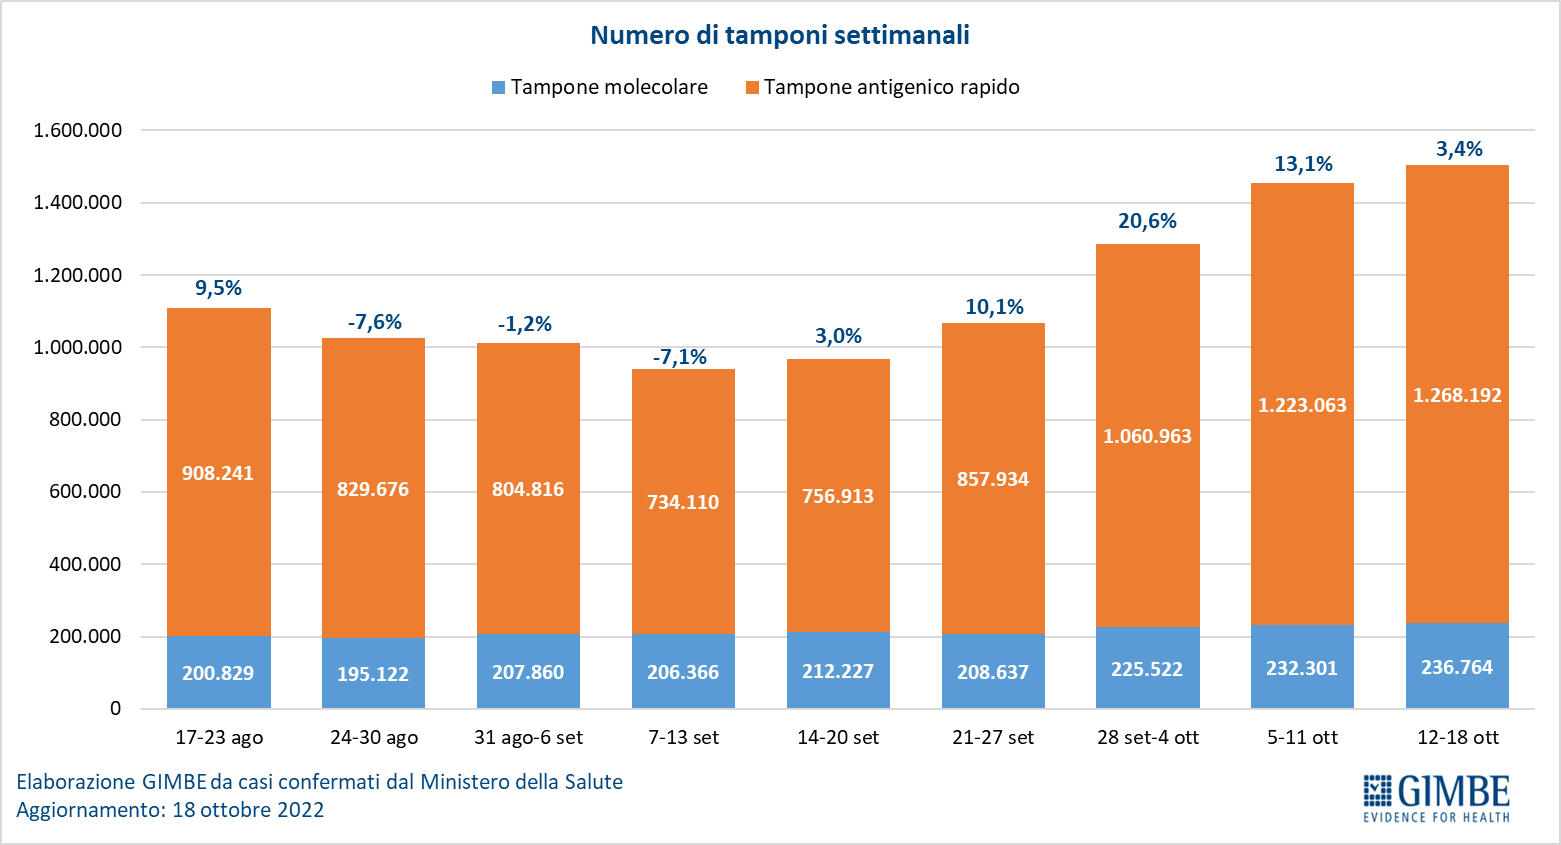 Numero di tamponi settimanali
Tampone molecolare Tampone antigenico rapido
1.600.000
1.400.000
1.200.000
1.000.000
800.000
600.000
400.000
200.000
0
9,5%
-7,6%
-1,2%
-7,1%
3,0%
10,1%
20,6%
13,1%
3,4%
908.241
829.676
804.816
734.110
756.913
857.934
1.060.963
1.223.063
1.268.192
200.829
195.122
207.860
206.366
212.227
208.637
225.522
232.301
236.764
17-23 ago
24-30 ago
31 ago-6 set
7-13 set
14-20 set
21-27 set
28 set-4 ott
5-11 ott
12-18 ott
Elaborazione GIMBE da casi confermati dal Ministero della Salute
Aggiornamento: 18 ottobre 2022
GIMBE
EVIDENCE FOR HEALTH